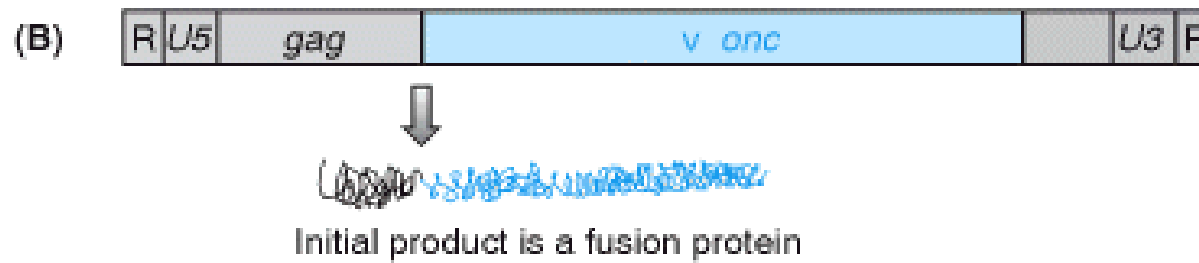 (B) R U5 gag v onc U3 R
Initial product is a fusion protein